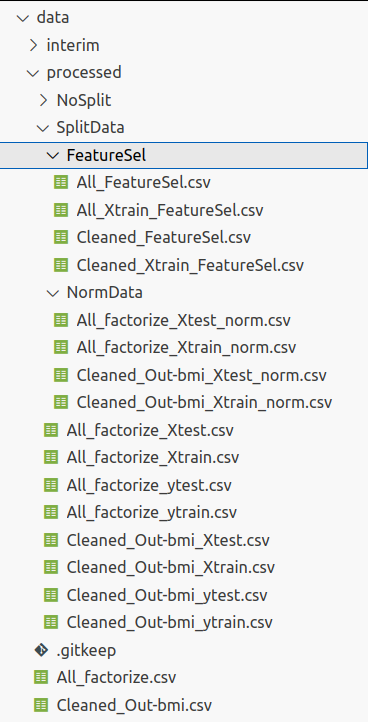 data
interim
processed
NoSplit
SplitData
FeatureSel
All_FeatureSel.csv
All_Xtrain_FeatureSel.csv
Cleaned_FeatureSel.csv
Cleaned_Xtrain_FeatureSel.csv
NormData
All_factorize_Xtest_norm.csv
All_factorize_Xtrain_norm.csv
Cleaned_Out-bmi_Xtest_norm.csv
Cleaned_Out-bmi_Xtrain_norm.csv
All_factorize_Xtest.csv
All_factorize_Xtrain.csv
All_factorize_ytest.csv
All_factorize_ytrain.csv
Cleaned_Out-bmi_Xtest.csv
Cleaned_Out-bmi_Xtrain.csv
Cleaned_Out-bmi_ytest.csv
Cleaned_Out-bmi_ytrain.csv
.gitkeep
All_factorize.csv
Cleaned_Out-bmi.csv